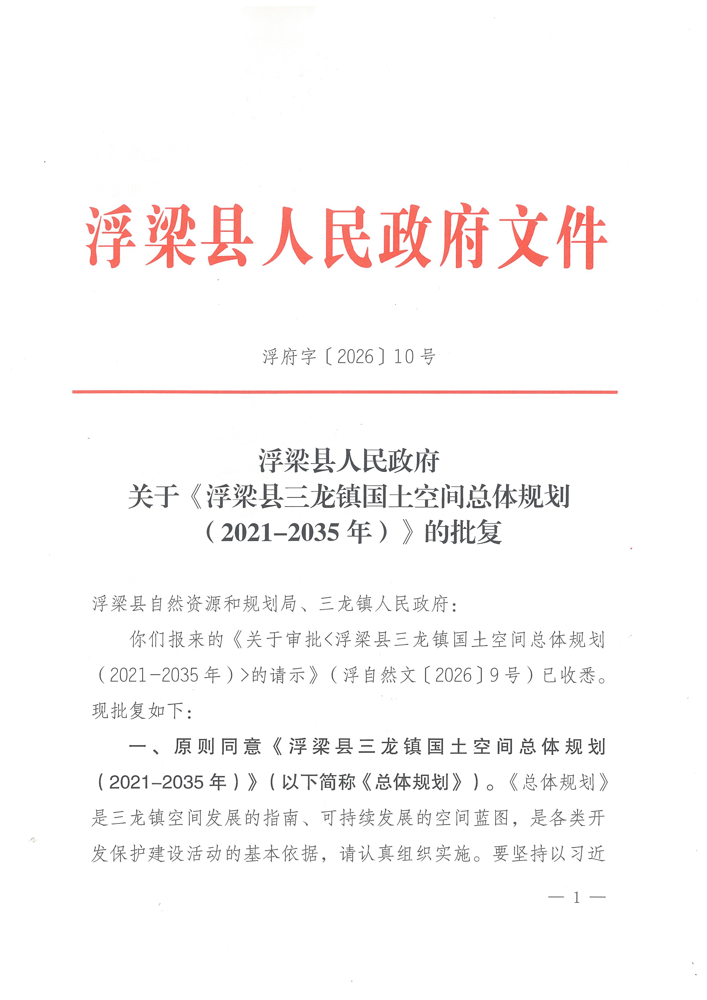 浮梁县人民政府文件
浮府字〔2026〕10号
浮梁县人民政府
关于《浮梁县三龙镇国土空间总体规划
（2021-2035年）》的批复
浮梁县自然资源和规划局、三龙镇人民政府：
你们报来的《关于审批<浮梁县三龙镇国土空间总体规划
（2021-2035年）>的请示》（浮自然文〔2026〕9号）已收悉。
现批复如下：
一、原则同意《浮梁县三龙镇国土空间总体规划
（2021-2035年）》（以下简称《总体规划》）。《总体规划》
是三龙镇空间发展的指南、可持续发展的空间蓝图，是各类开
发保护建设活动的基本依据，请认真组织实施。要坚持以习近
— 1 —